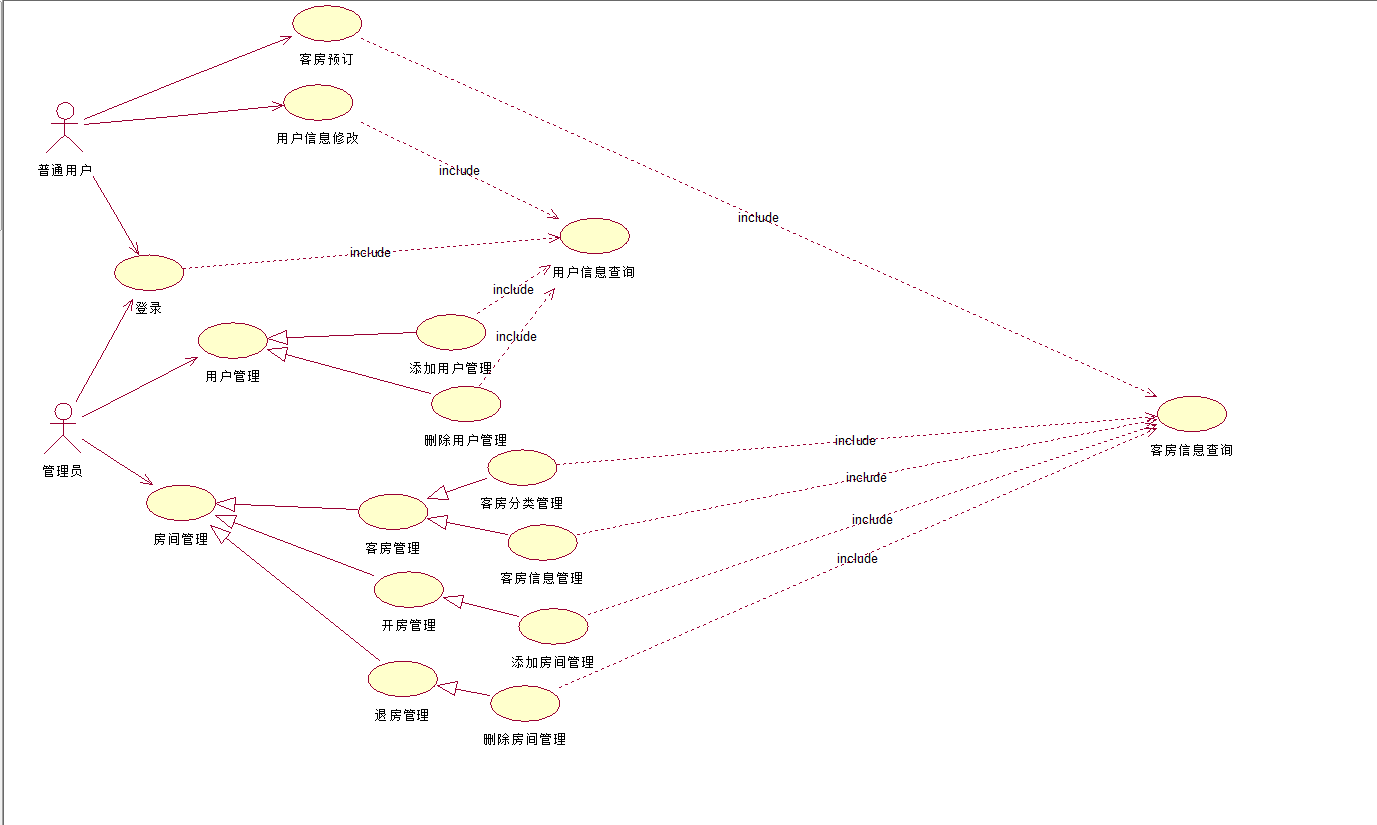 客房预订
用户信息修改
普通用户
include
include
include
用户信息查询
include
登录
include
添加用户管理
用户管理
删除用户管理
include
客房信息查询
管理员
include
客房分类管理
include
房间管理
客房管理
include
客房信息管理
开房管理
添加房间管理
退房管理
删除房间管理